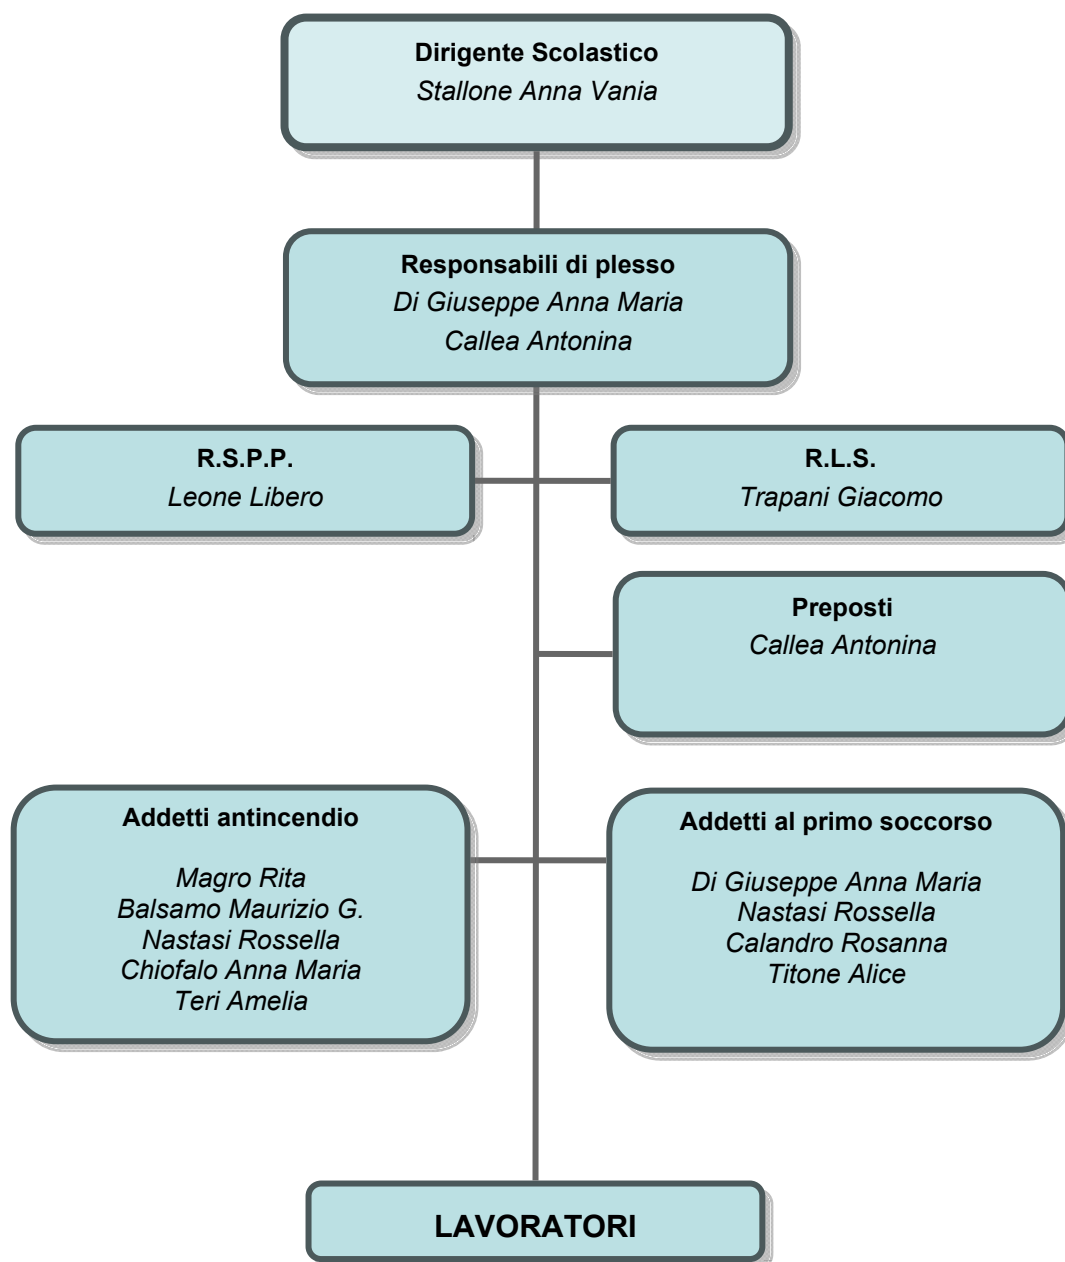 Dirigente Scolastico
Stallone Anna Vania
Responsabili di plesso
Di Giuseppe Anna Maria
Callea Antonina
R.S.P.P.
Leone Libero
R.L.S.
Trapani Giacomo
Preposti
Callea Antonina
Addetti antincendio
Magro Rita
Balsamo Maurizio G.
Nastasi Rossella
Chiofalo Anna Maria
Teri Amelia
Addetti al primo soccorso
Di Giuseppe Anna Maria
Nastasi Rossella
Calandro Rosanna
Titone Alice
LAVORATORI